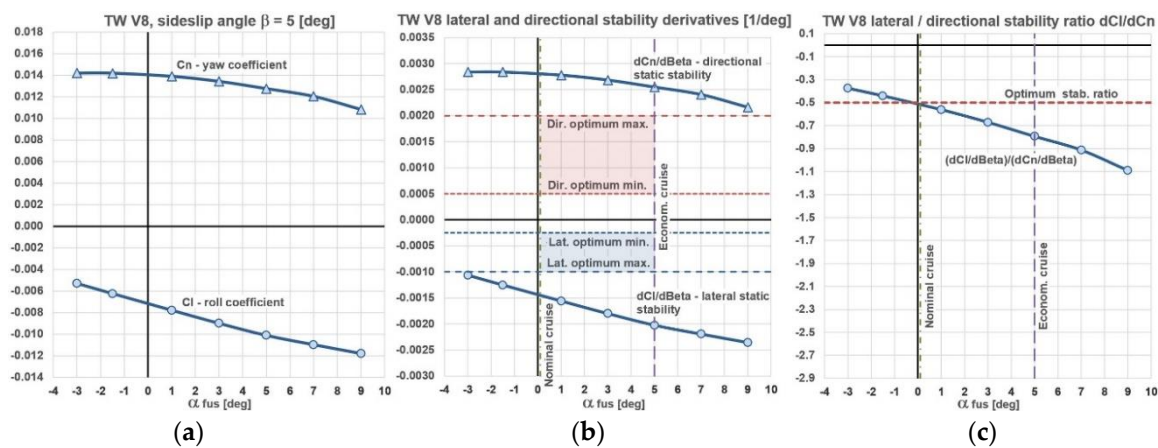 TW V8, sideslip angle β = 5 [deg]
0.018
0.016
0.014
0.012
0.010
0.008
0.006
0.004
0.002
0.000
-0.002
-0.004
-0.006
-0.008
-0.010
-0.012
-0.014
Cn - yaw coefficient
Cl - roll coefficient
-4 -3 -2 -1 0 1 2 3 4 5 6 7 8 9 10
α fus [deg]
(a)
TW V8 lateral and directional stability derivatives [1/deg]
0.0035
0.0030
0.0025
0.0020
0.0015
0.0010
0.0005
0.0000
-0.0005
-0.0010
-0.0015
-0.0020
-0.0025
-0.0030
dCn/dBeta - directional
static stability
Dir. optimum max.
Dir. optimum min.
Lat. optimum min.
Lat. optimum max.
dCl/dBeta - lateral static
stability
Nominal cruise
Econom. cruise
-4 -3 -2 -1 0 1 2 3 4 5 6 7 8 9 10
α fus [deg]
(b)
TW V8 lateral / directional stability ratio dCl/dCn
0.1
-0.1
-0.3
-0.5
-0.7
-0.9
-1.1
-1.3
-1.5
-1.7
-1.9
-2.1
-2.3
-2.5
-2.7
-2.9
Optimum stab. ratio
(dCl/dBeta)/(dCn/dBeta)
Nominal cruise
Econom. cruise
-4 -3 -2 -1 0 1 2 3 4 5 6 7 8 9 10
α fus [deg]
(c)